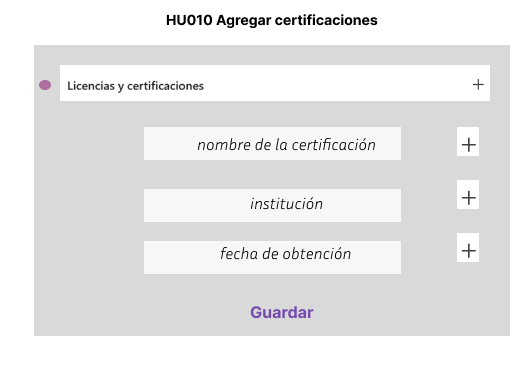 HU010 Agregar certificaciones
Licencias y certificaciones +
nombre de la certificación +
institución +
fecha de obtención +
Guardar